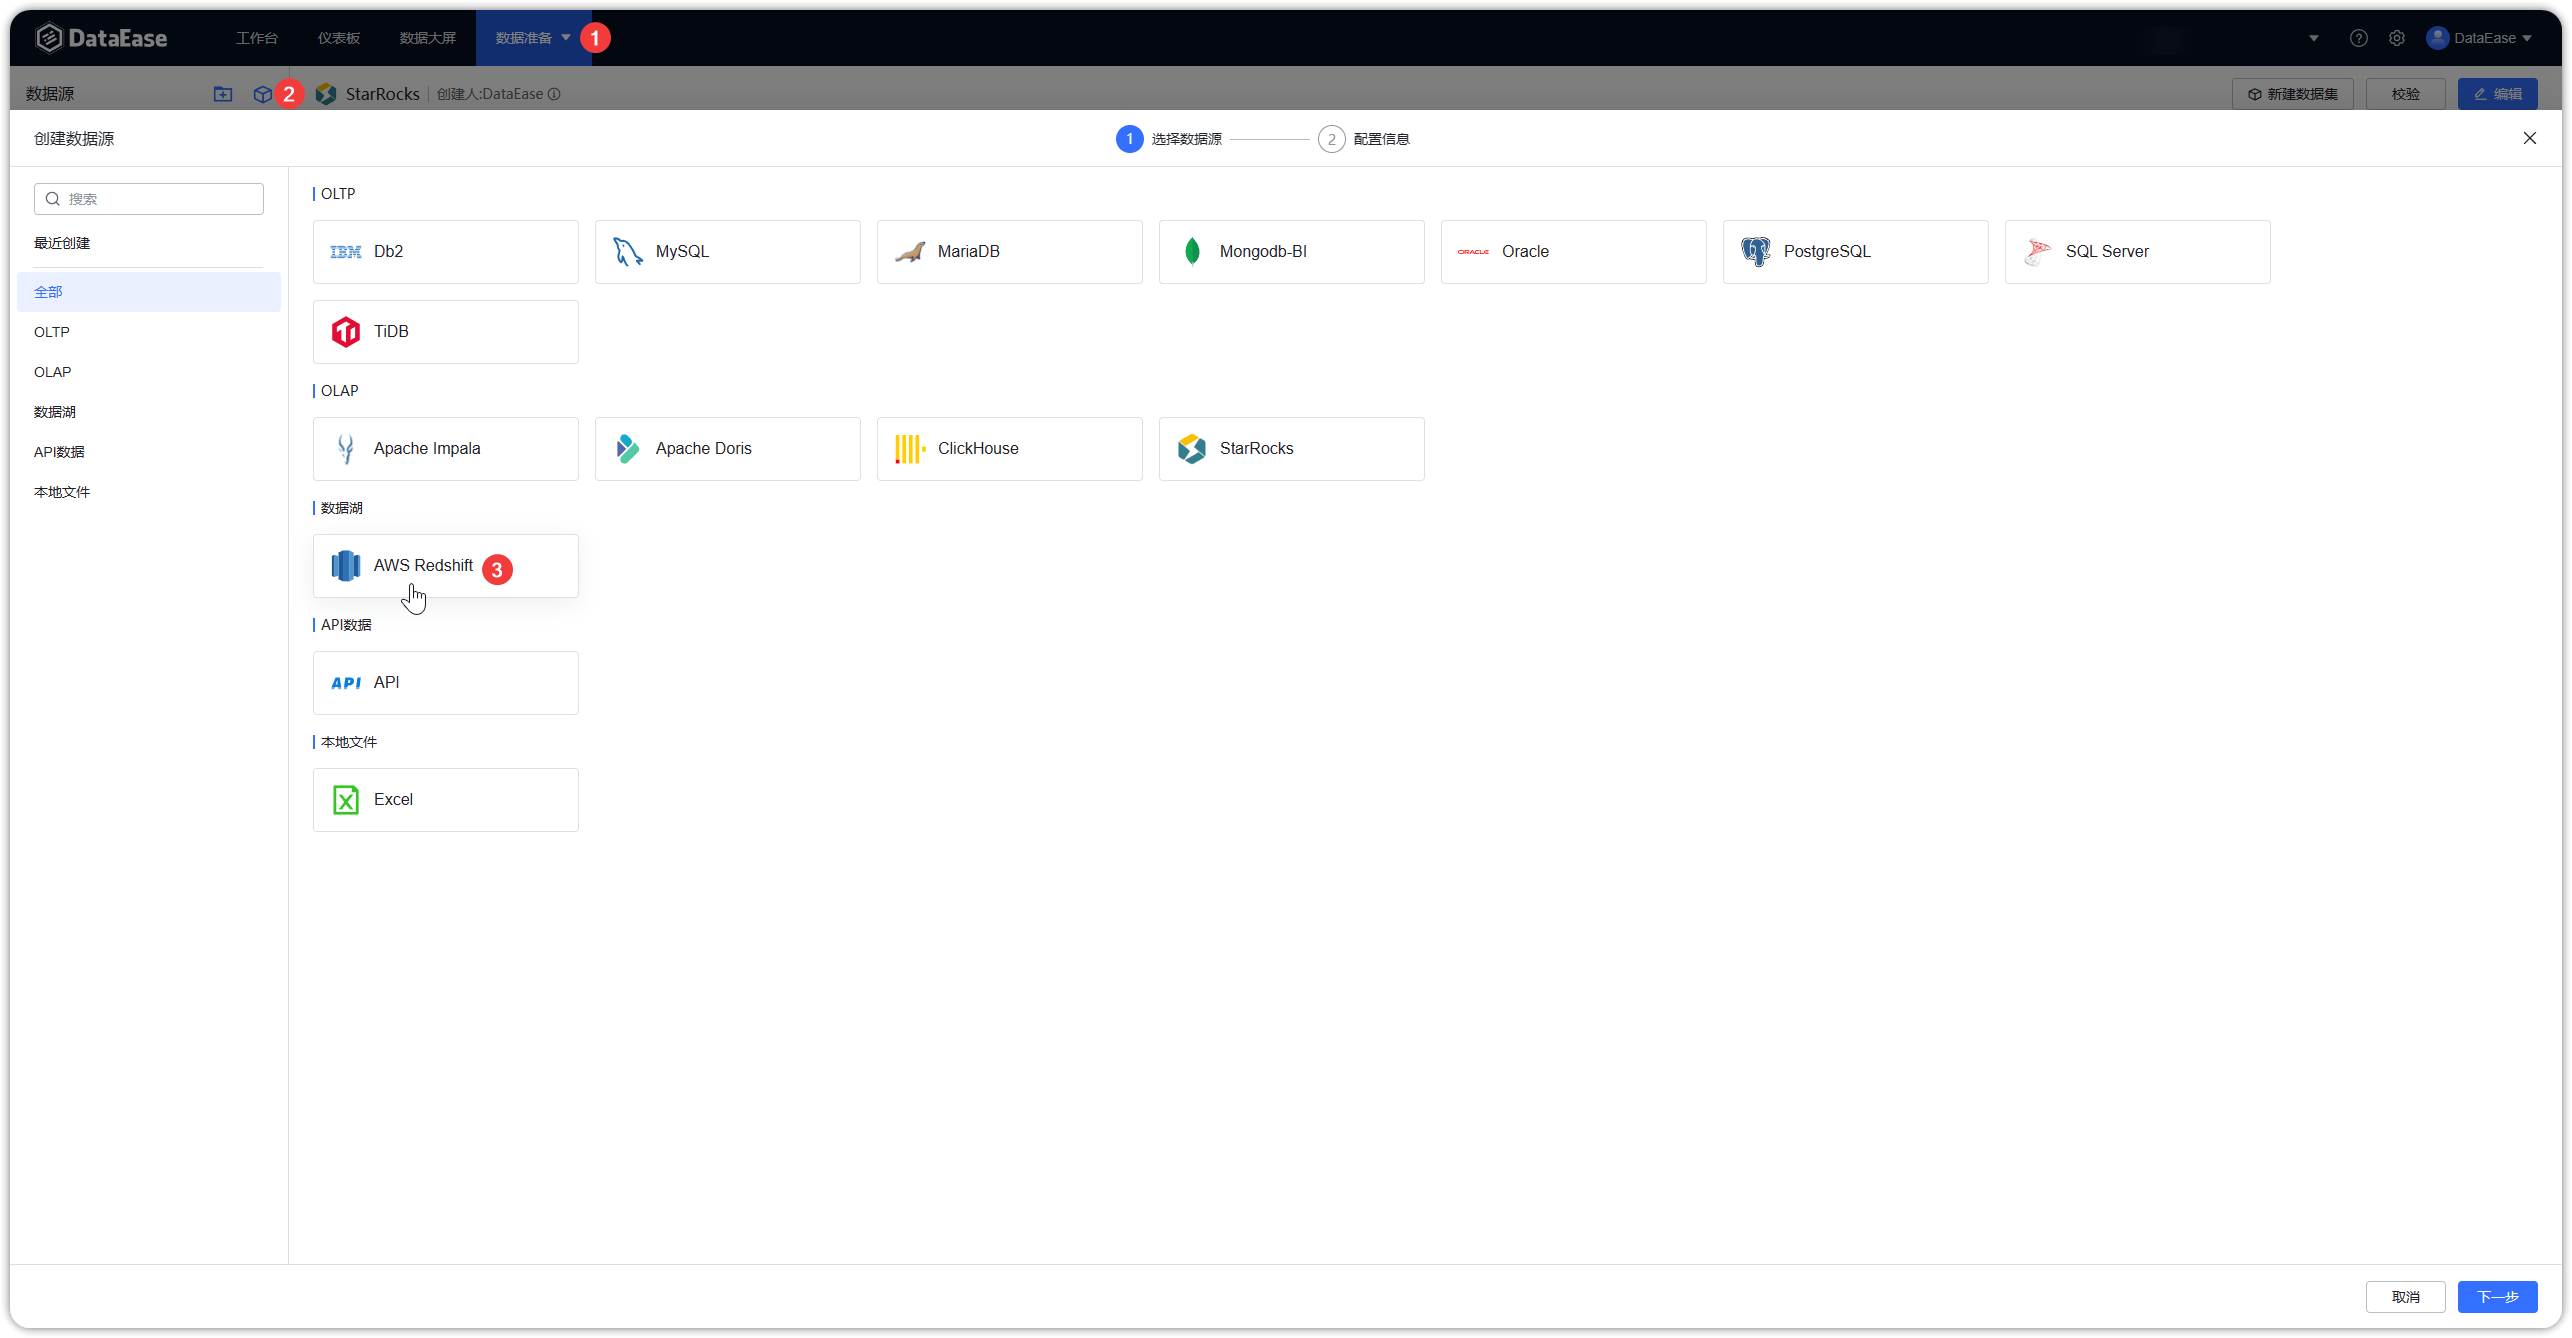 DataEase 工作台 仪表板 数据大屏 数据准备 1 DataEase
数据源 2 StarRocks 创建人:DataEase 新建数据集 校验 编辑
创建数据源 1 选择数据源 2 配置信息
搜索
最近创建
全部
OLTP
OLAP
数据湖
API数据
本地文件
OLTP
IBM Db2 MySQL MariaDB Mongodb-BI ORACLE Oracle PostgreSQL SQL Server
TiDB
OLAP
Apache Impala Apache Doris ClickHouse StarRocks
数据湖
AWS Redshift 3
API数据
API API
本地文件
Excel
取消 下一步